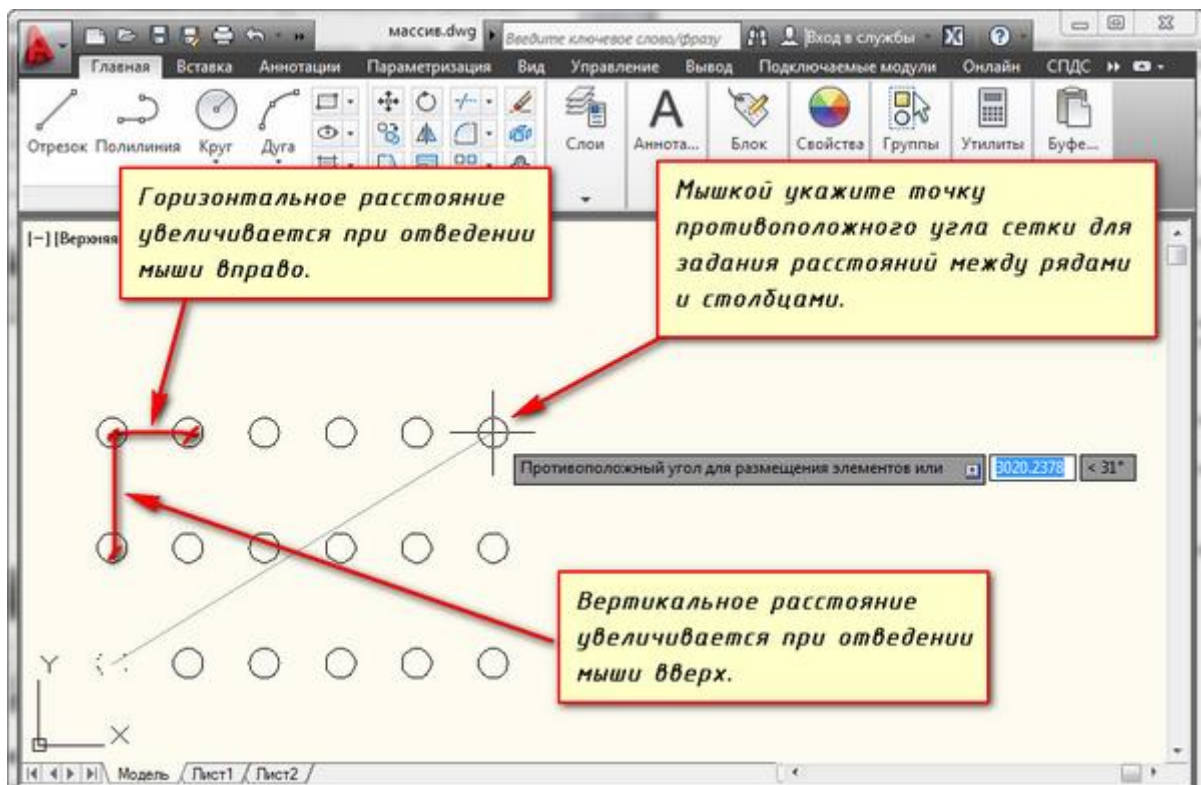 массив.dwg
Введите ключевое слово/фразу
Вход в службы
Главная Вставка Аннотации Параметризация Вид Управление Вывод Подключаемые модули Онлайн СПДС
Отрезок Полилиния Круг Дуга Слои Аннота... Блок Свойства Группы Утилиты Буфе...
Горизонтальное расстояние
увеличивается при отведении
мыши вправо.
Мышкой укажите точку
противоположного угла сетки для
задания расстояний между рядами
и столбцами.
[–] [Верхняя
Противоположный угол для размещения элементов или 3020.2378 < 31°
Вертикальное расстояние
увеличивается при отведении
мыши вверх.
Y
X
Модель Лист1 Лист2